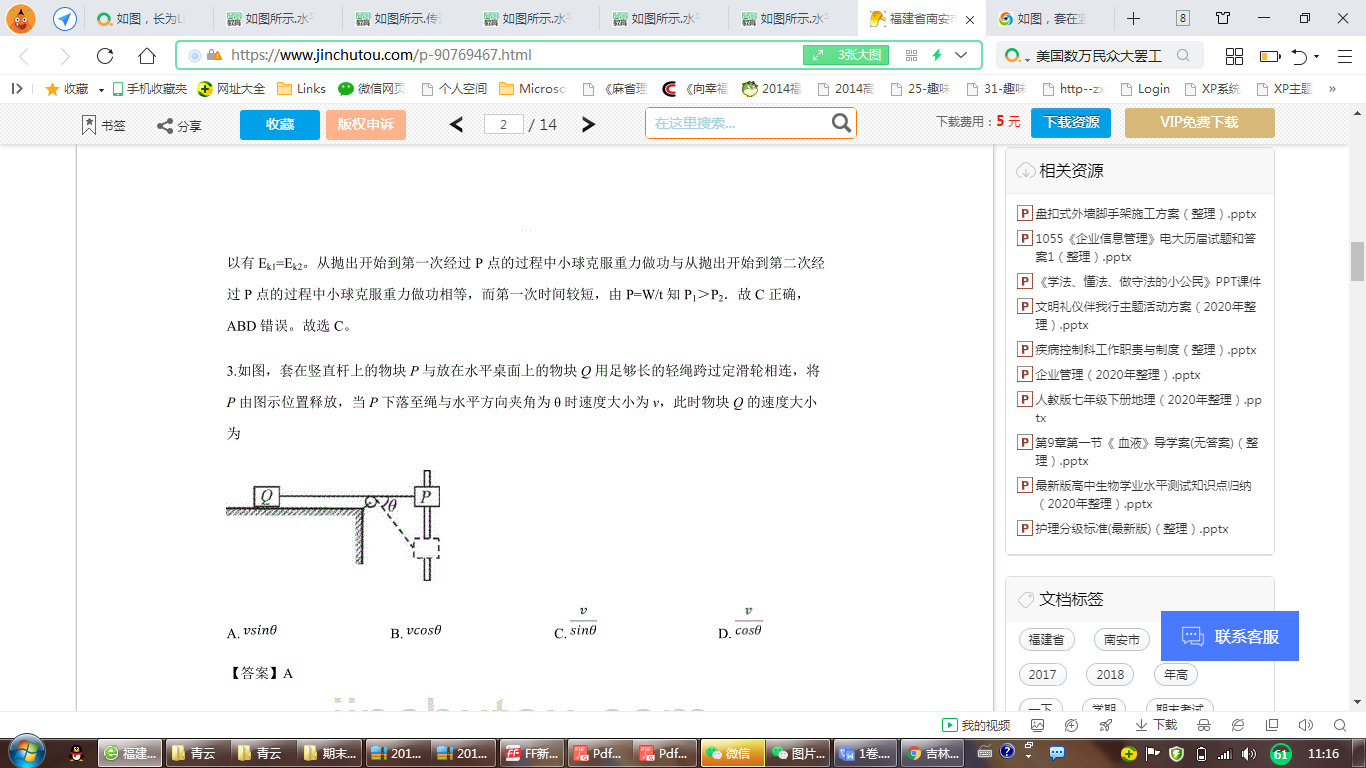 如图，长为L
如图所示.水平
如图所示.传送
如图所示.水平
如图所示.水平
如图所示.水平
福建省南安市
如图，套在竖
8
https://www.jinchutou.com/p-90769467.html
3张大图
美国数万民众大罢工
收藏
手机收藏夹
网址大全
Links
微信网页
个人空间
Microso
《麻雀理
《向幸福
2014福
2014高
25-趣味
31-趣味
http--zx
Login
XP系统
XP主题
»
书签
分享
收藏
版权申诉
2 / 14
在这里搜索...
下载费用：5 元
下载资源
VIP免费下载
以有 Ek1=Ek2。从抛出开始到第一次经过 P 点的过程中小球克服重力做功与从抛出开始到第二次经
过 P 点的过程中小球克服重力做功相等，而第一次时间较短，由 P=W/t 知 P1＞P2．故 C 正确，
ABD 错误。故选 C。
3.如图，套在竖直杆上的物块 P 与放在水平桌面上的物块 Q 用足够长的轻绳跨过定滑轮相连，将
P 由图示位置释放，当 P 下落至绳与水平方向夹角为 θ 时速度大小为 v，此时物块 Q 的速度大小
为
Q
P
θ
A. vsinθ
B. vcosθ
C. v/sinθ
D. v/cosθ
【答案】A
相关资源
盘扣式外墙脚手架施工方案（整理）.pptx
1055《企业信息管理》电大历届试题和答
案1（整理）.pptx
《学法、懂法、做守法的小公民》PPT课件
文明礼仪伴我行主题活动方案（2020年整
理）.pptx
疾病控制科工作职责与制度（整理）.pptx
企业管理（2020年整理）.pptx
人教版七年级下册地理（2020年整理）.pp
tx
第9章第一节《 血液》导学案(无答案)（整
理）.pptx
最新版高中生物学业水平测试知识点归纳
（2020年整理）.pptx
护理分级标准(最新版)（整理）.pptx
文档标签
福建省
南安市
联系客服
2017
2018
年高
一下
学期
期末考试
我的视频
下载
福建...
青云
青云
期末...
201...
201...
FF新...
Pdf...
Pdf...
微信
图片...
1卷...
吉林...
61
11:16